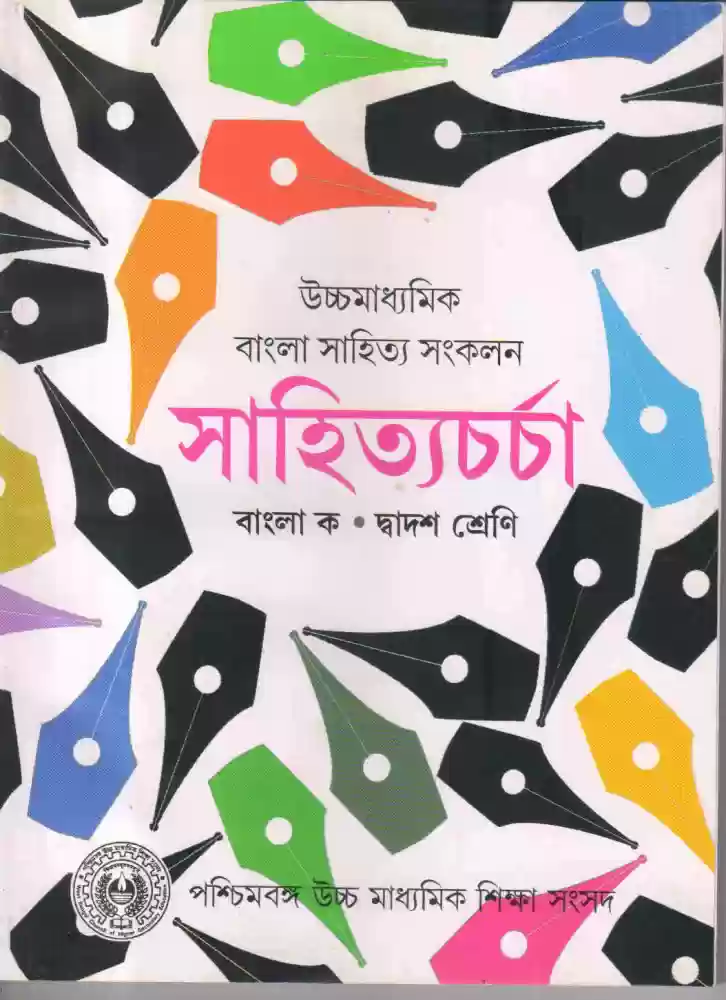 উচ্চমাধ্যমিক
বাংলা সাহিত্য সংকলন
সাহিত্যচর্চা
বাংলা ক • দ্বাদশ শ্রেণি
পশ্চিমবঙ্গ উচ্চ মাধ্যমিক শিক্ষা সংসদ